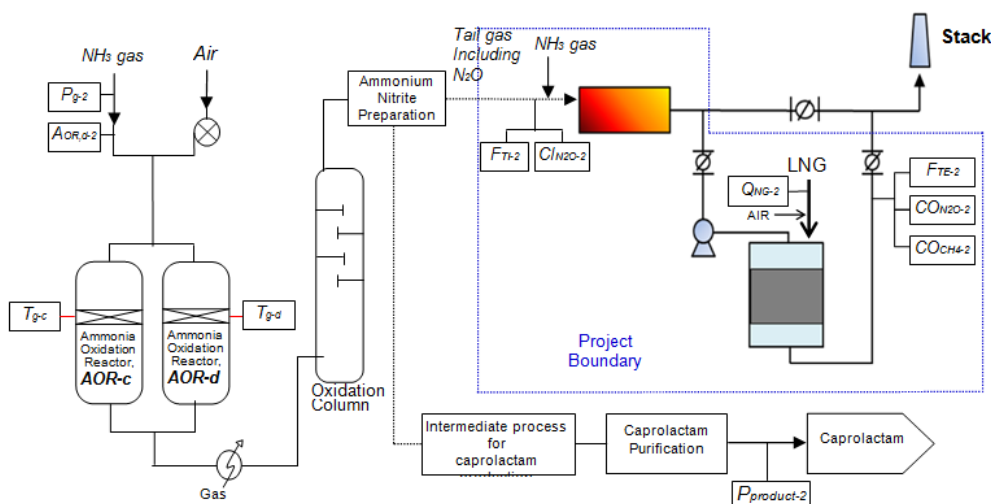 NH3 gas
Air
Pg-2
AOR,d-2
Tg-c
Tg-d
Ammonia
Oxidation
Reactor,
AOR-c
Ammonia
Oxidation
Reactor,
AOR-d
Gas
Oxidation
Column
Ammonium
Nitrite
Preparation
Tail gas
Including
N2O
NH3 gas
FTI-2
CIN2O-2
Stack
LNG
QNG-2
AIR
FTE-2
CON2O-2
COCH4-2
Project
Boundary
Intermediate process
for
caprolactam
Caprolactam
Purification
Caprolactam
Pproduct-2